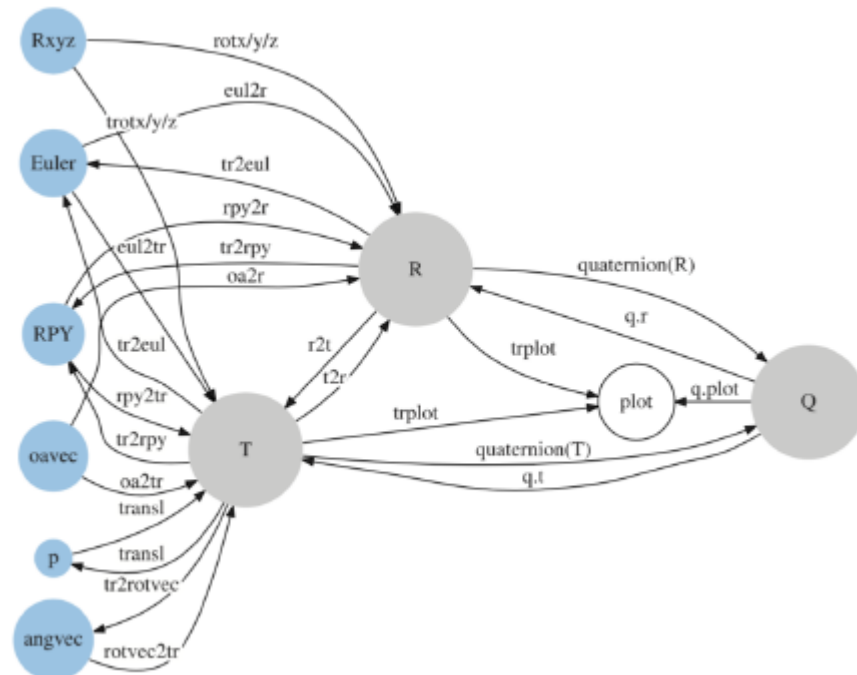 Rxyz
rotx/y/z
eul2r
trotx/y/z
Euler
tr2eul
rpy2r
eul2tr
tr2rpy
R
quaternion(R)
oa2r
q.r
RPY
tr2eul
r2t
trplot
t2r
rpy2tr
plot
q.plot
Q
trplot
tr2rpy
T
quaternion(T)
oavec
q.t
oa2tr
transl
p
transl
tr2rotvec
angvec
rotvec2tr